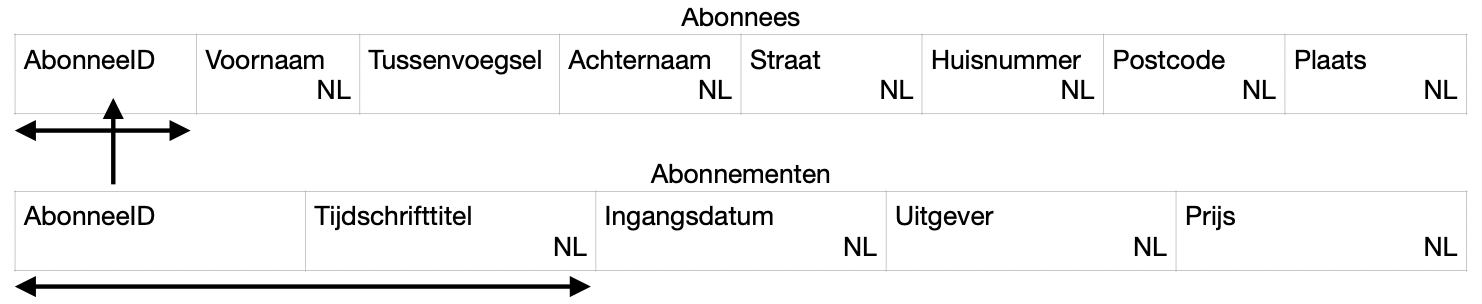 Abonnees
AbonneeID Voornaam Tussenvoegsel Achternaam Straat Huisnummer Postcode Plaats
NL NL NL NL NL NL
Abonnementen
AbonneeID Tijdschrifttitel Ingangsdatum Uitgever Prijs
NL NL NL NL